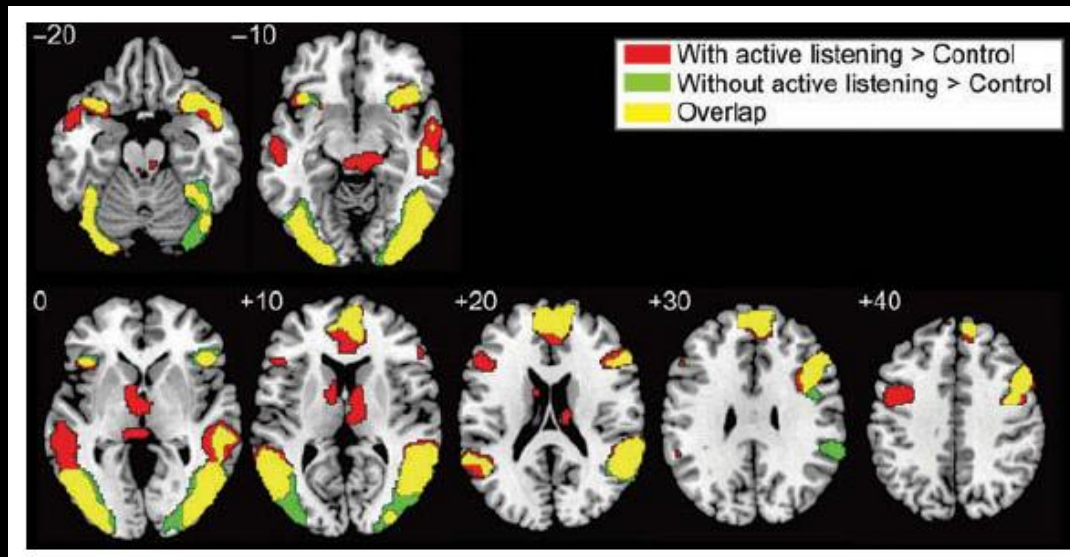 –20
–10
With active listening > Control
Without active listening > Control
Overlap
0
+10
+20
+30
+40